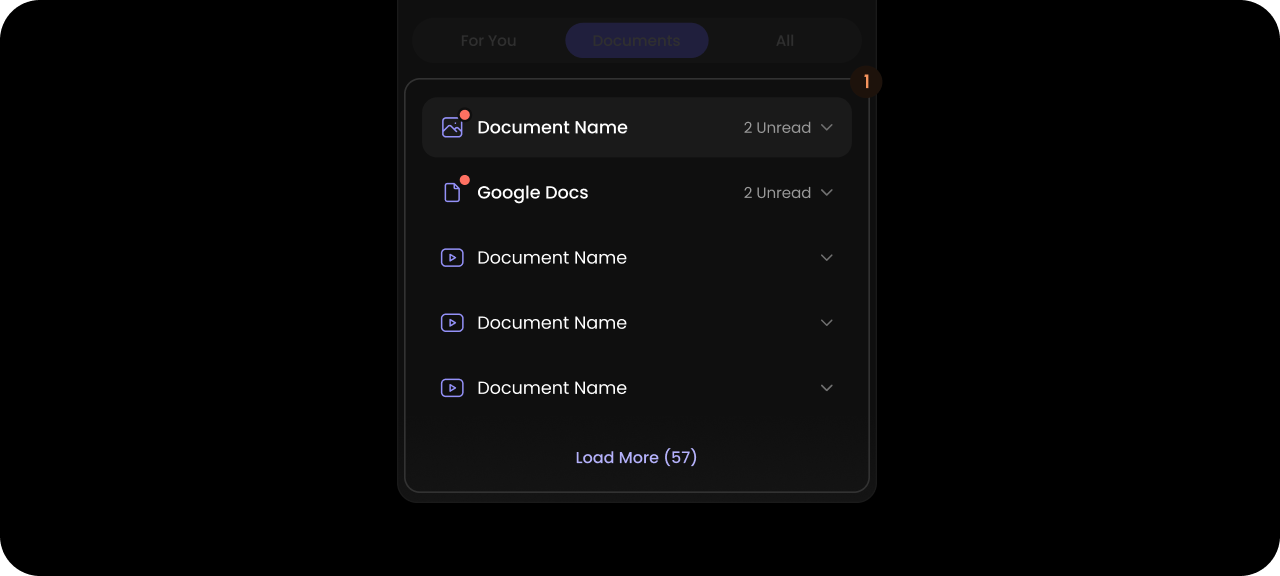 For You Documents All
1
Document Name 2 Unread
Google Docs 2 Unread
Document Name
Document Name
Document Name
Load More (57)